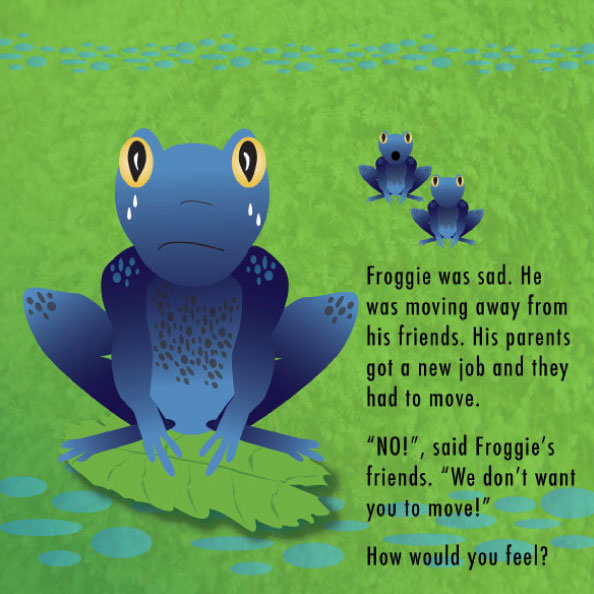 Froggie was sad. He
was moving away from
his friends. His parents
got a new job and they
had to move.
“NO!”, said Froggie’s
friends. “We don’t want
you to move!”
How would you feel?